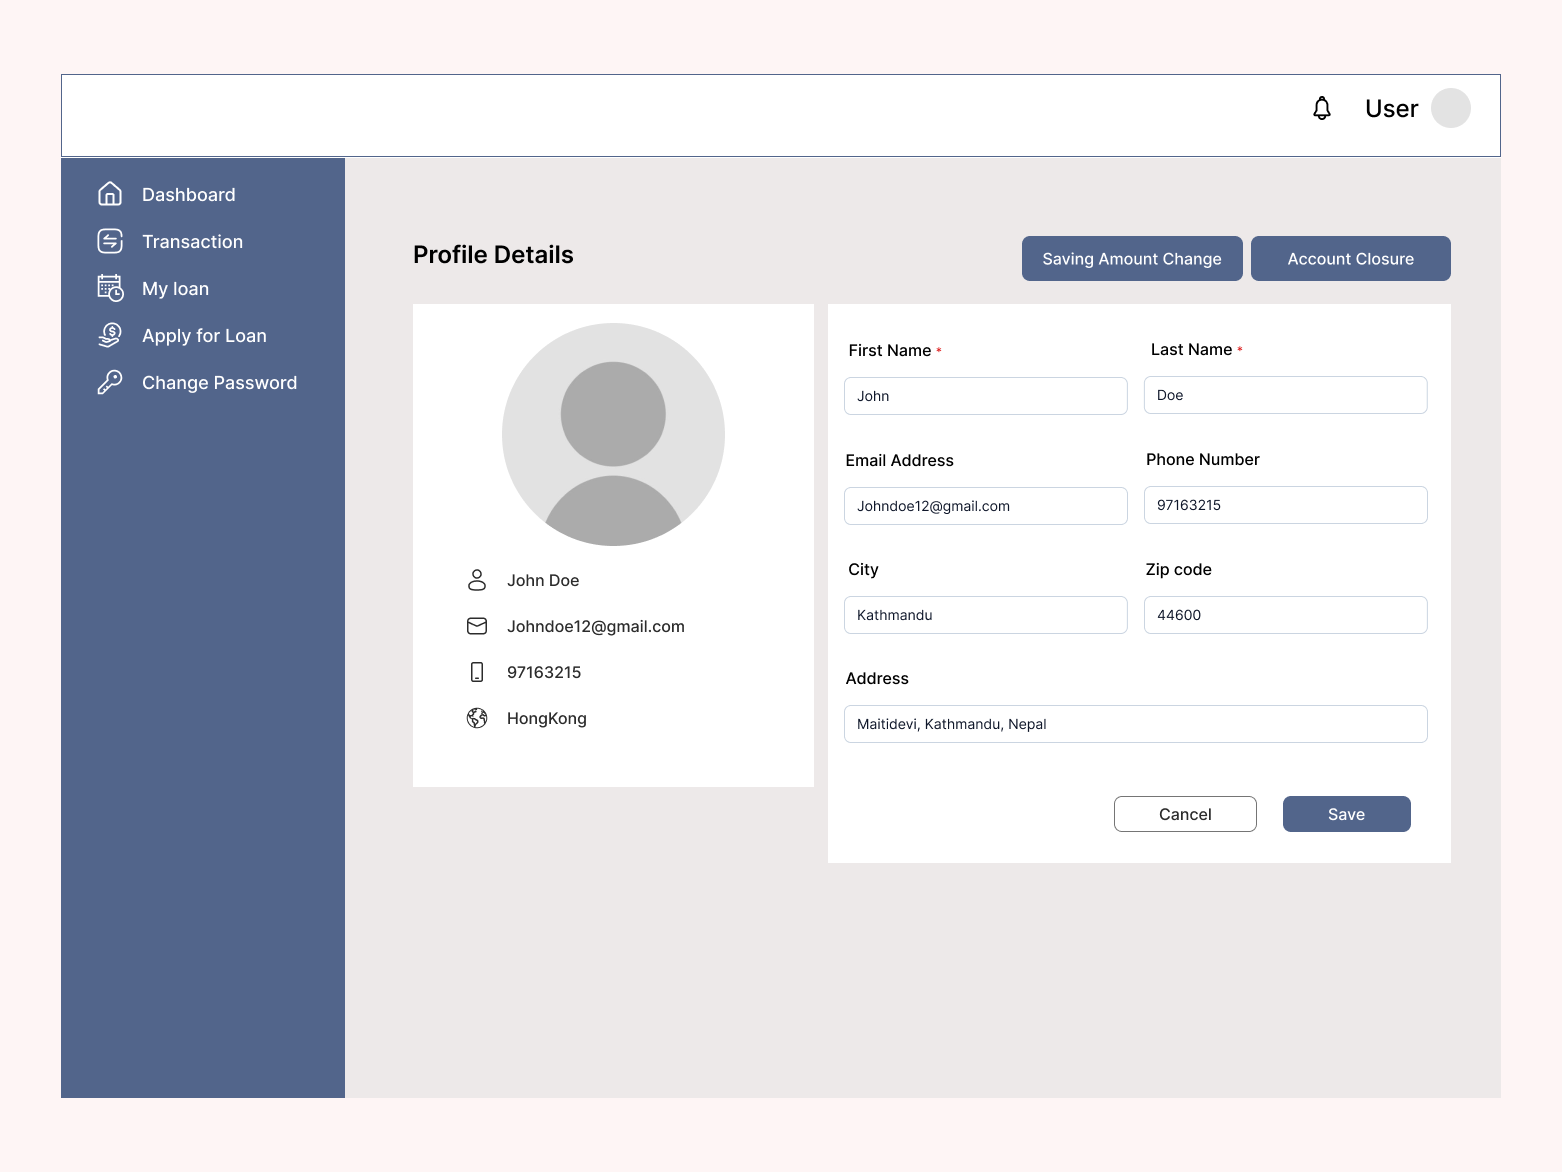 User
Dashboard
Transaction
My loan
Apply for Loan
Change Password
Profile Details
Saving Amount Change
Account Closure
John Doe
Johndoe12@gmail.com
97163215
HongKong
First Name *
Last Name *
John
Doe
Email Address
Phone Number
Johndoe12@gmail.com
97163215
City
Zip code
Kathmandu
44600
Address
Maitidevi, Kathmandu, Nepal
Cancel
Save